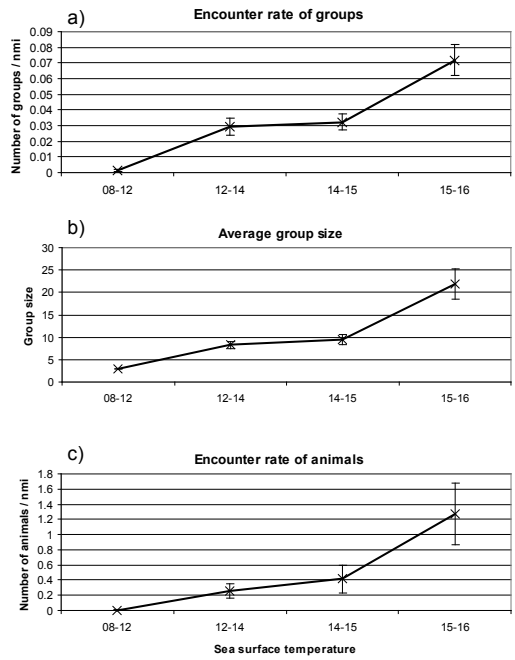 a)
Encounter rate of groups
Number of groups / nmi
0.09
0.08
0.07
0.06
0.05
0.04
0.03
0.02
0.01
0
08-12 12-14 14-15 15-16
b)
Average group size
Group size
30
25
20
15
10
5
0
08-12 12-14 14-15 15-16
c)
Encounter rate of animals
Number of animals / nmi
1.8
1.6
1.4
1.2
1
0.8
0.6
0.4
0.2
0
08-12 12-14 14-15 15-16
Sea surface temperature